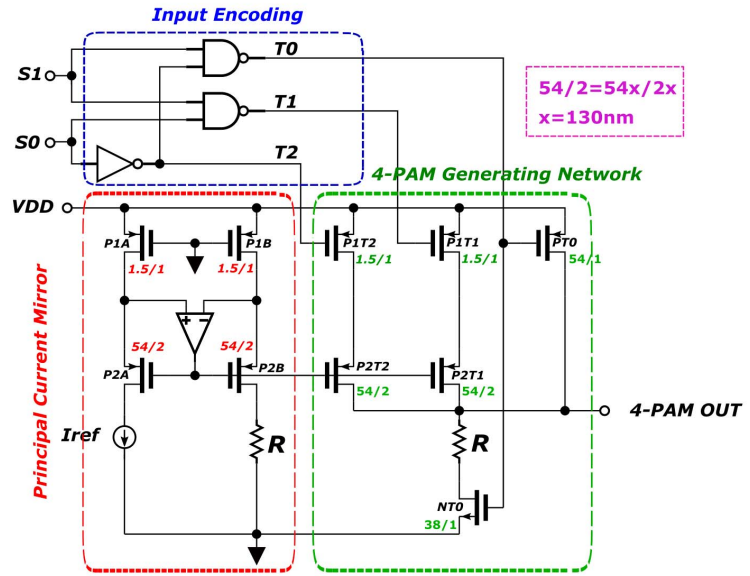 Input Encoding
T0
S1
54/2=54x/2x
x=130nm
T1
S0
T2
4-PAM Generating Network
VDD
P1A
P1B
P1T2
P1T1
PT0
1.5/1
1.5/1
1.5/1
1.5/1
54/1
+ −
54/2
54/2
P2A
P2B
P2T2
P2T1
54/2
54/2
4-PAM OUT
Iref
R
R
NT0
38/1
Principal Current Mirror